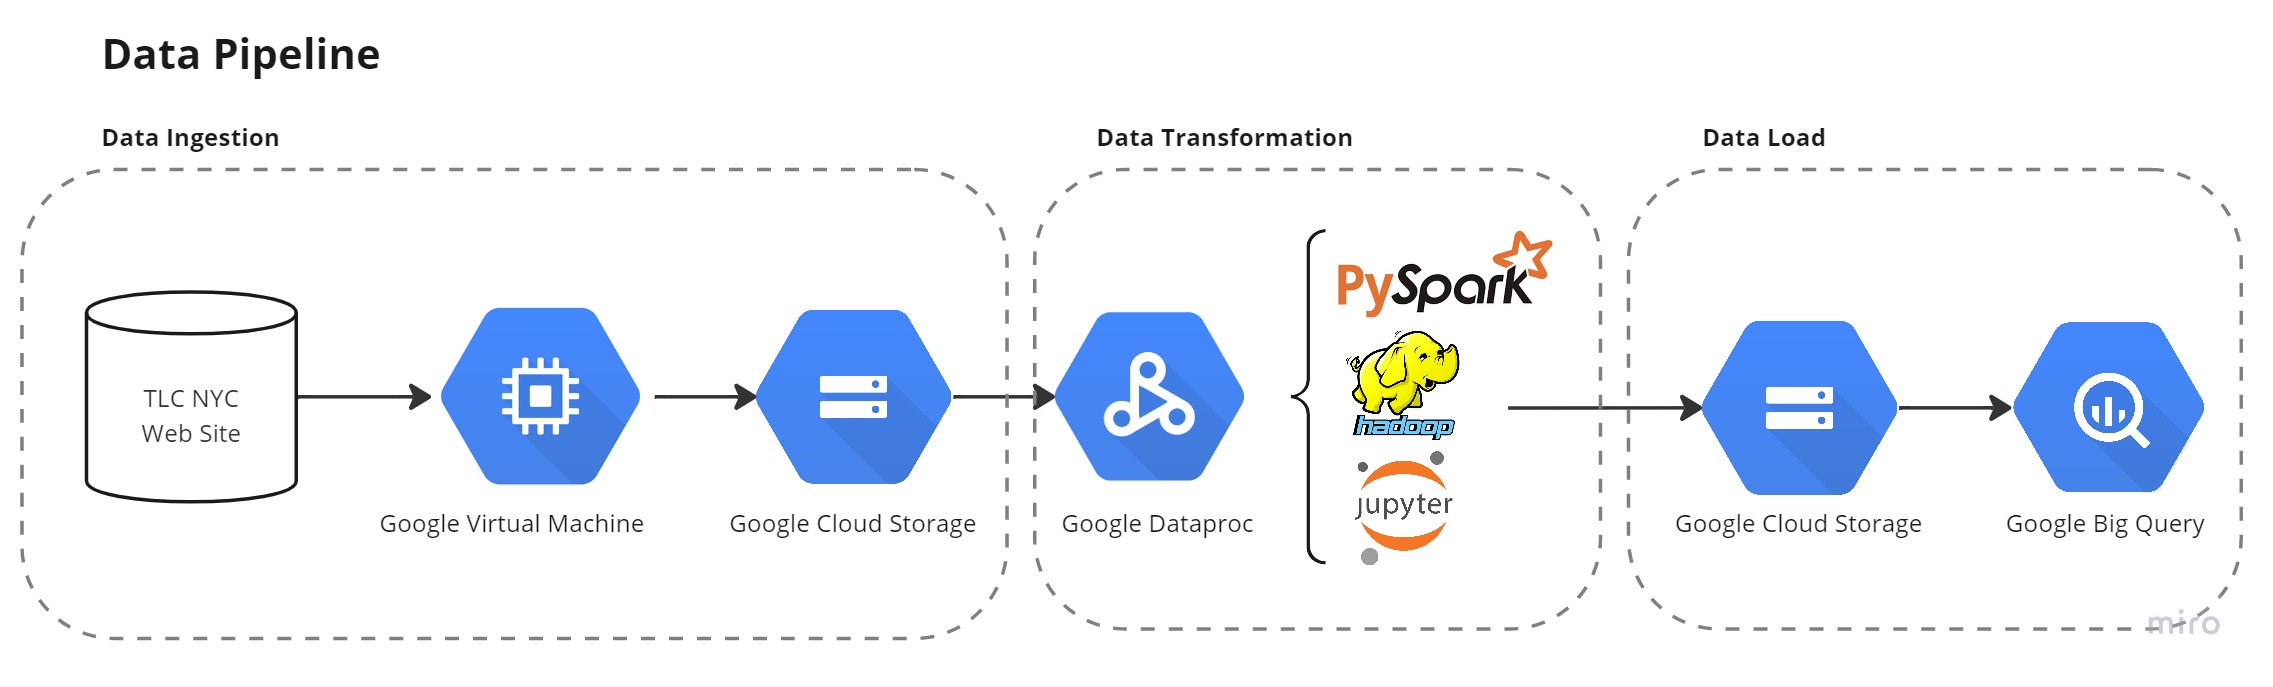 Data Pipeline
Data Ingestion
Data Transformation
Data Load
TLC NYC
Web Site
PySpark
hadoop
jupyter
Google Virtual Machine
Google Cloud Storage
Google Dataproc
Google Cloud Storage
Google Big Query
miro